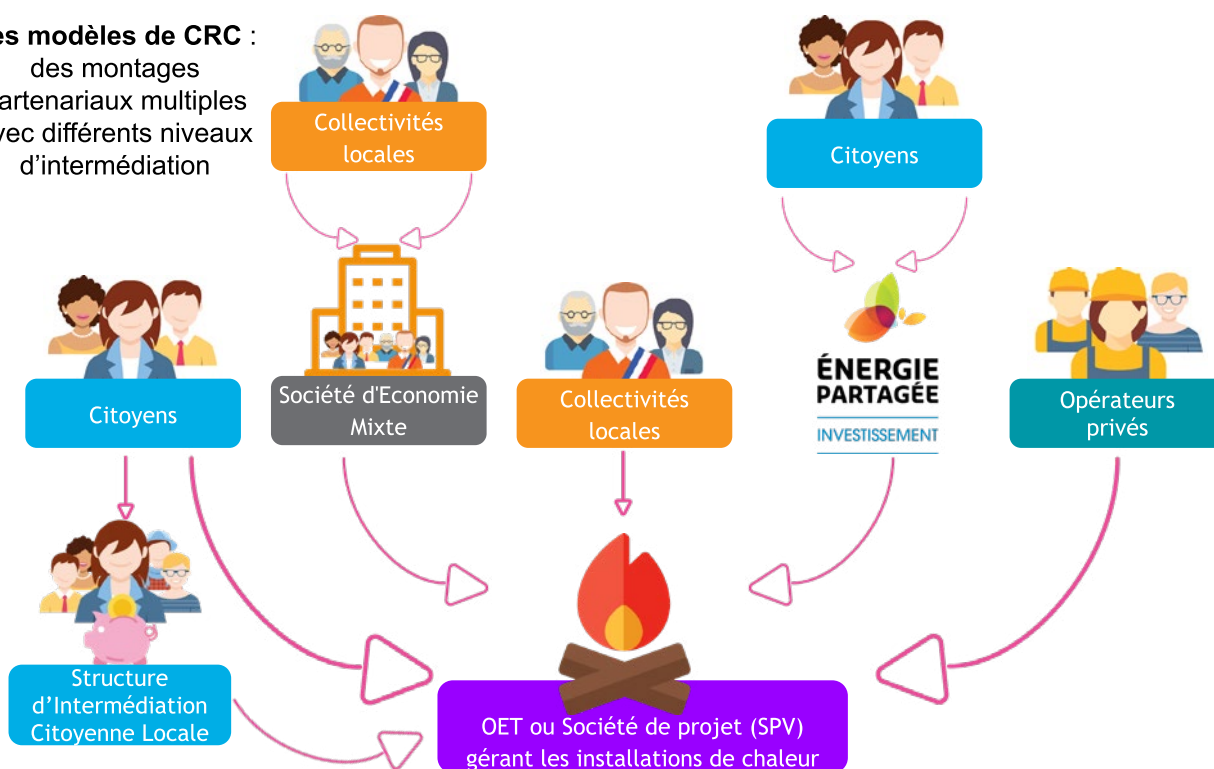 es modèles de CRC :
des montages
artenariaux multiples
vec différents niveaux
d'intermédiation
Collectivités
locales
Citoyens
Citoyens
Société d'Economie
Mixte
Collectivités
locales
ÉNERGIE
PARTAGÉE
INVESTISSEMENT
Opérateurs
privés
Structure
d’Intermédiation
Citoyenne Locale
OET ou Société de projet (SPV)
gérant les installations de chaleur